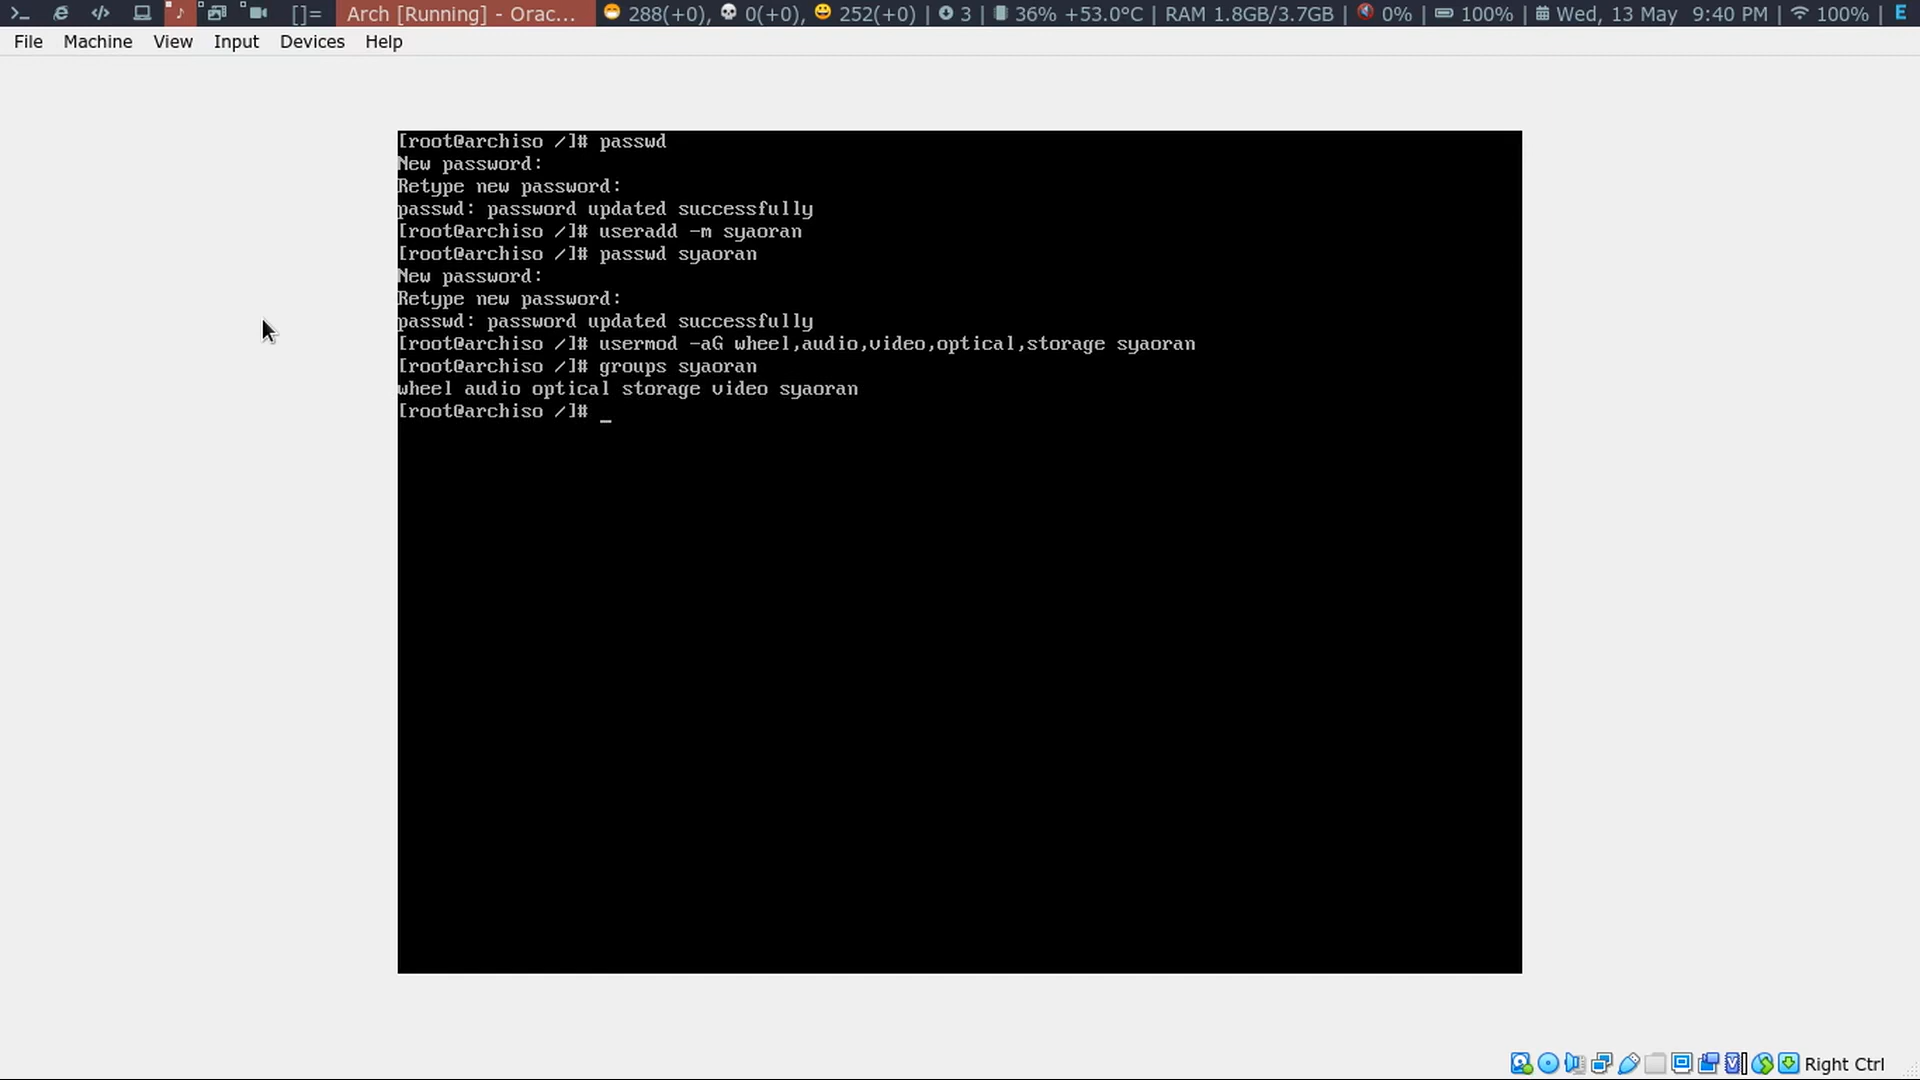 Arch [Running] - Orac... 288(+0), 0(+0), 252(+0) | 3 | 36% +53.0°C | RAM 1.8GB/3.7GB | 0% | 100% | Wed, 13 May 9:40 PM | 100% | E
File Machine View Input Devices Help
[root@archiso /]# passwd
New password:
Retype new password:
passwd: password updated successfully
[root@archiso /]# useradd -m syaoran
[root@archiso /]# passwd syaoran
New password:
Retype new password:
passwd: password updated successfully
[root@archiso /]# usermod -aG wheel,audio,video,optical,storage syaoran
[root@archiso /]# groups syaoran
wheel audio optical storage video syaoran
[root@archiso /]# _
Right Ctrl